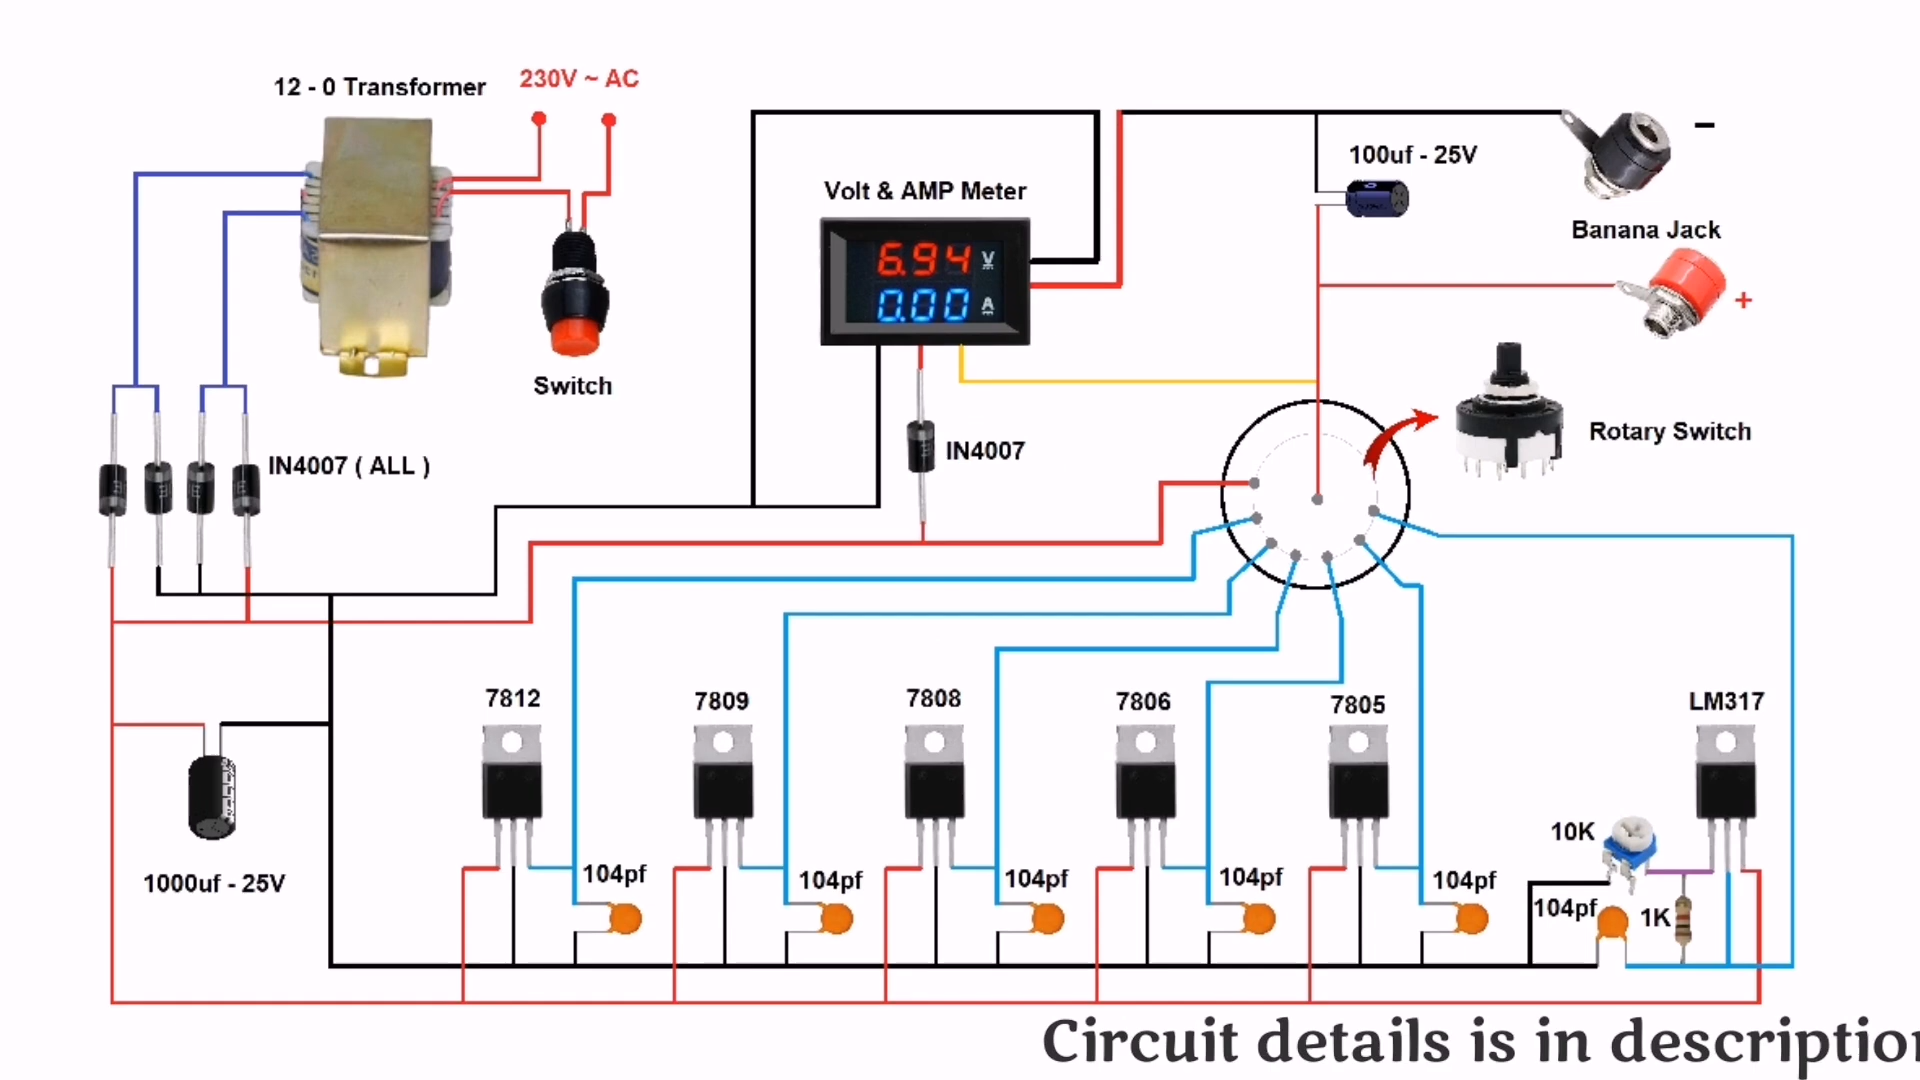 12 - 0 Transformer
230V ~ AC
Volt & AMP Meter
6.94 V
0.00 A
100uf - 25V
−
Banana Jack
+
Switch
Rotary Switch
IN4007 ( ALL )
IN4007
7812
7809
7808
7806
7805
LM317
1000uf - 25V
104pf
104pf
104pf
104pf
104pf
10K
104pf
1K
Circuit details is in description